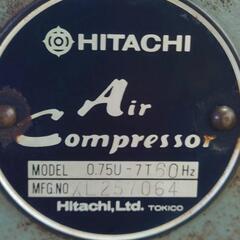 HITACHI
Air
Compressor
MODEL 0.75U-7T60Hz
MFG.NO XL257064
Hitachi, Ltd. TOKICO